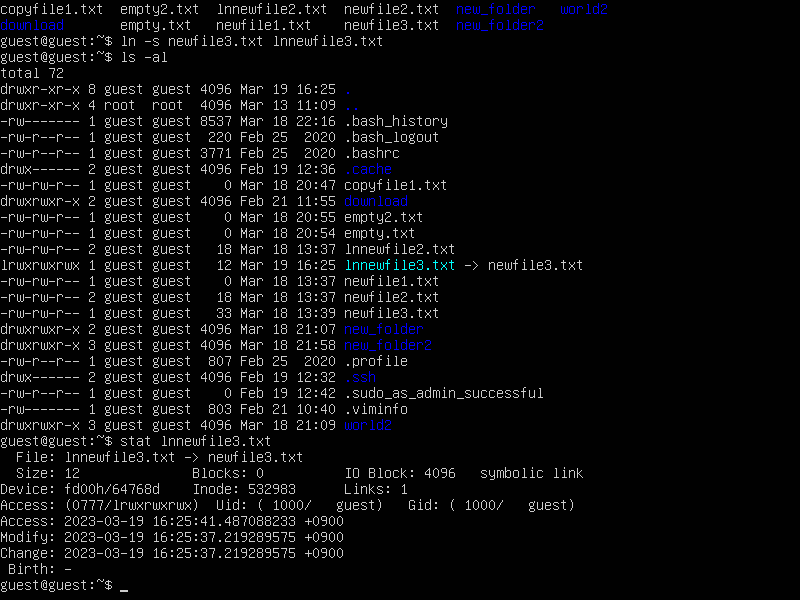 copyfile1.txt  empty2.txt  lnnewfile2.txt  newfile2.txt  new_folder   world2
download       empty.txt   newfile1.txt    newfile3.txt  new_folder2
guest@guest:~$ ln -s newfile3.txt lnnewfile3.txt
guest@guest:~$ ls -al
total 72
drwxr-xr-x 8 guest guest 4096 Mar 19 16:25 .
drwxr-xr-x 4 root  root  4096 Mar 13 11:09 ..
-rw------- 1 guest guest 8537 Mar 18 22:16 .bash_history
-rw-r--r-- 1 guest guest  220 Feb 25  2020 .bash_logout
-rw-r--r-- 1 guest guest 3771 Feb 25  2020 .bashrc
drwx------ 2 guest guest 4096 Feb 19 12:36 .cache
-rw-rw-r-- 1 guest guest    0 Mar 18 20:47 copyfile1.txt
drwxrwxr-x 2 guest guest 4096 Feb 21 11:55 download
-rw-rw-r-- 1 guest guest    0 Mar 18 20:55 empty2.txt
-rw-rw-r-- 1 guest guest    0 Mar 18 20:54 empty.txt
-rw-rw-r-- 2 guest guest   18 Mar 18 13:37 lnnewfile2.txt
lrwxrwxrwx 1 guest guest   12 Mar 19 16:25 lnnewfile3.txt -> newfile3.txt
-rw-rw-r-- 1 guest guest    0 Mar 18 13:37 newfile1.txt
-rw-rw-r-- 2 guest guest   18 Mar 18 13:37 newfile2.txt
-rw-rw-r-- 1 guest guest   33 Mar 18 13:39 newfile3.txt
drwxrwxr-x 2 guest guest 4096 Mar 18 21:07 new_folder
drwxrwxr-x 3 guest guest 4096 Mar 18 21:58 new_folder2
-rw-r--r-- 1 guest guest  807 Feb 25  2020 .profile
drwx------ 2 guest guest 4096 Feb 19 12:32 .ssh
-rw-r--r-- 1 guest guest    0 Feb 19 12:42 .sudo_as_admin_successful
-rw------- 1 guest guest  803 Feb 21 10:40 .viminfo
drwxrwxr-x 3 guest guest 4096 Mar 18 21:09 world2
guest@guest:~$ stat lnnewfile3.txt
  File: lnnewfile3.txt -> newfile3.txt
  Size: 12              Blocks: 0          IO Block: 4096   symbolic link
Device: fd00h/64768d    Inode: 532983      Links: 1
Access: (0777/lrwxrwxrwx)  Uid: ( 1000/   guest)   Gid: ( 1000/   guest)
Access: 2023-03-19 16:25:41.487088233 +0900
Modify: 2023-03-19 16:25:37.219289575 +0900
Change: 2023-03-19 16:25:37.219289575 +0900
 Birth: -
guest@guest:~$ _